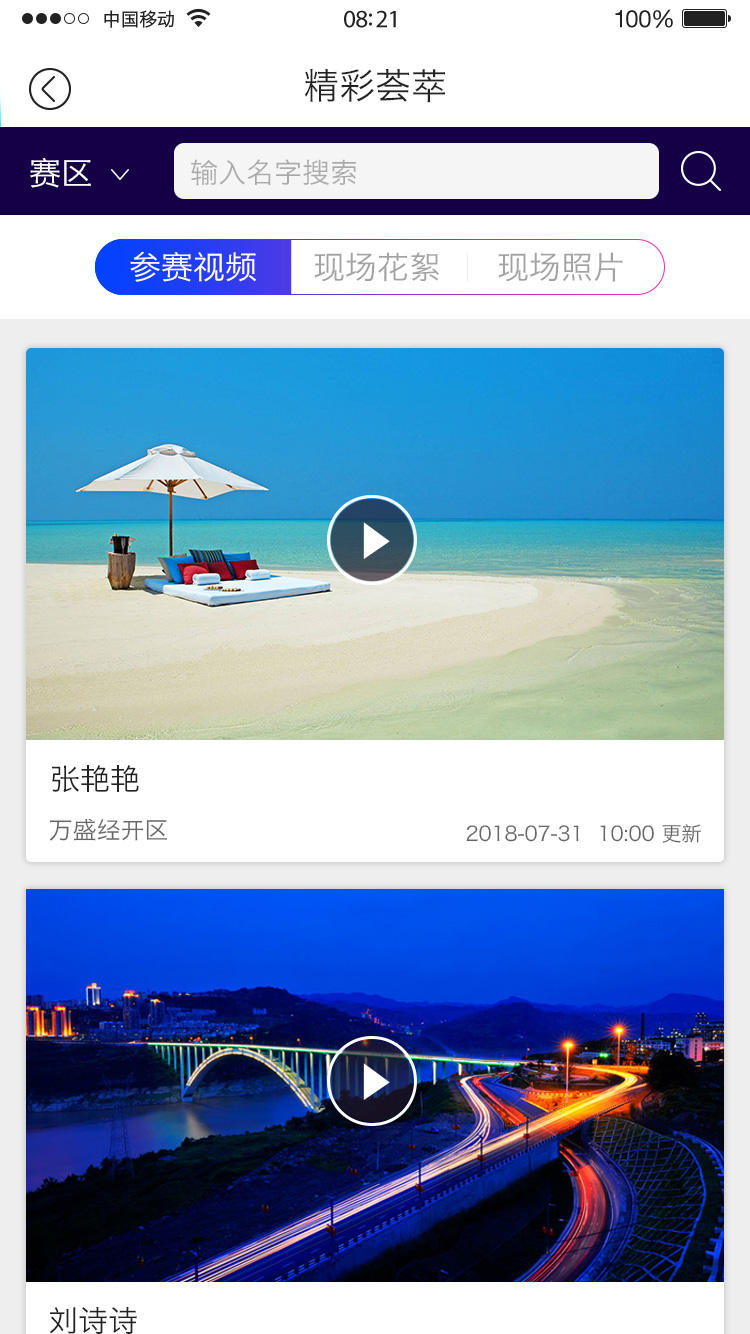 中国移动 08:21 100%
精彩荟萃
赛区 输入名字搜索
参赛视频 现场花絮 现场照片
张艳艳
万盛经开区 2018-07-31 10:00 更新
刘诗诗